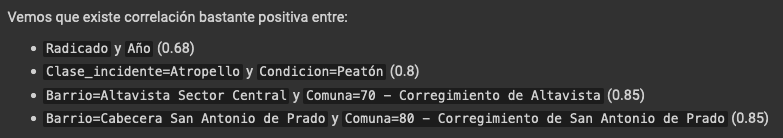 Vemos que existe correlación bastante positiva entre:
• Radicado y Año (0.68)
• Clase_incidente=Atropello y Condicion=Peatón (0.8)
• Barrio=Altavista Sector Central y Comuna=70 – Corregimiento de Altavista (0.85)
• Barrio=Cabecera San Antonio de Prado y Comuna=80 – Corregimiento de San Antonio de Prado (0.85)